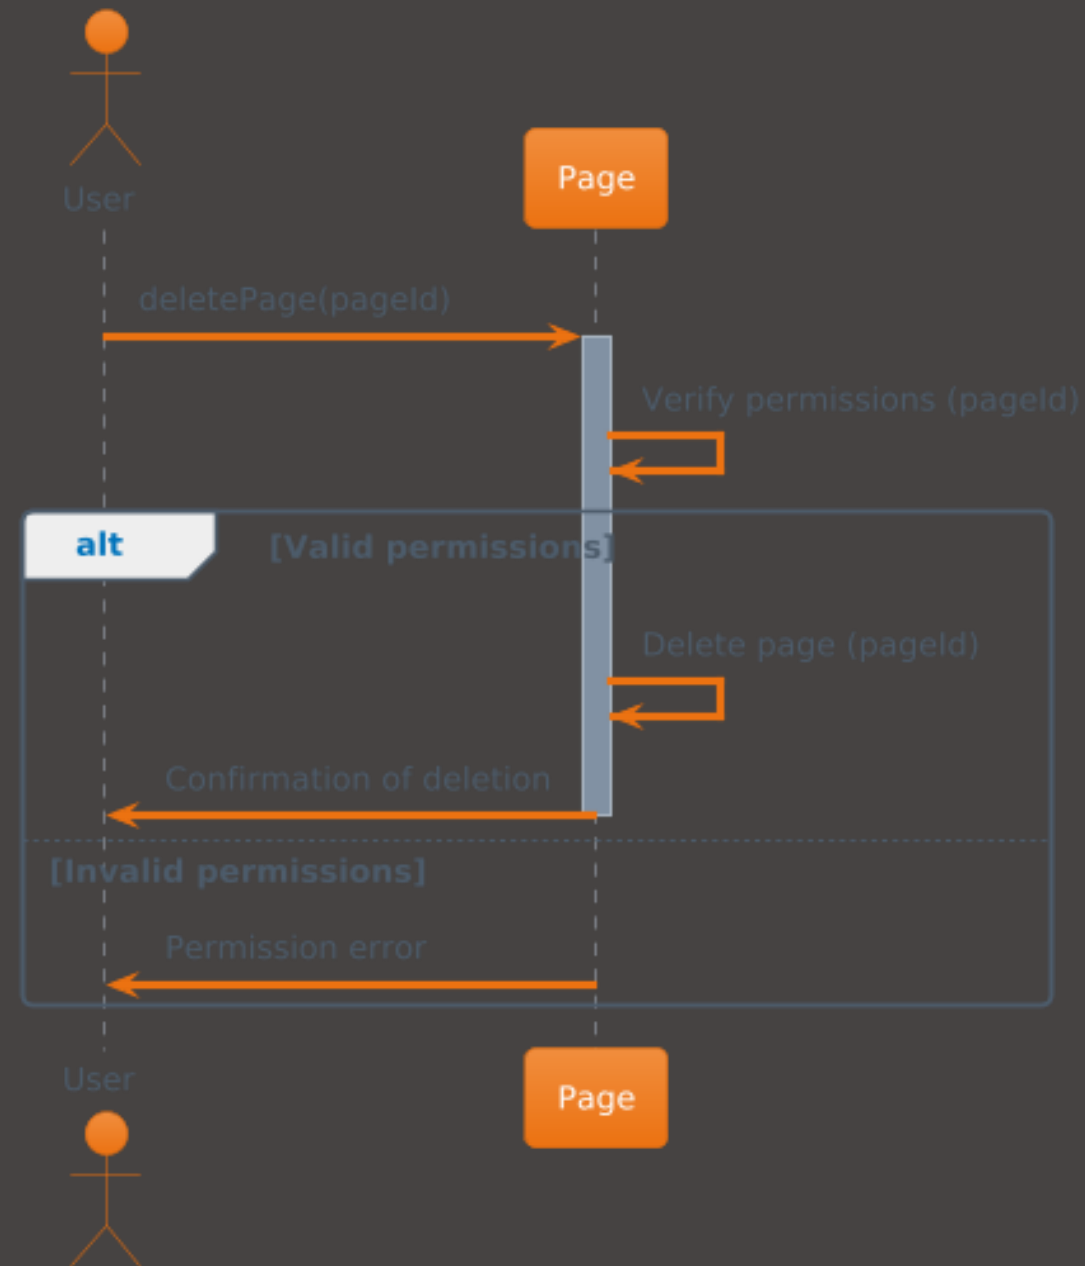 User
Page
deletePage(pageId)
Verify permissions (pageId)
alt
[Valid permissions]
Delete page (pageId)
Confirmation of deletion
[Invalid permissions]
Permission error
User
Page